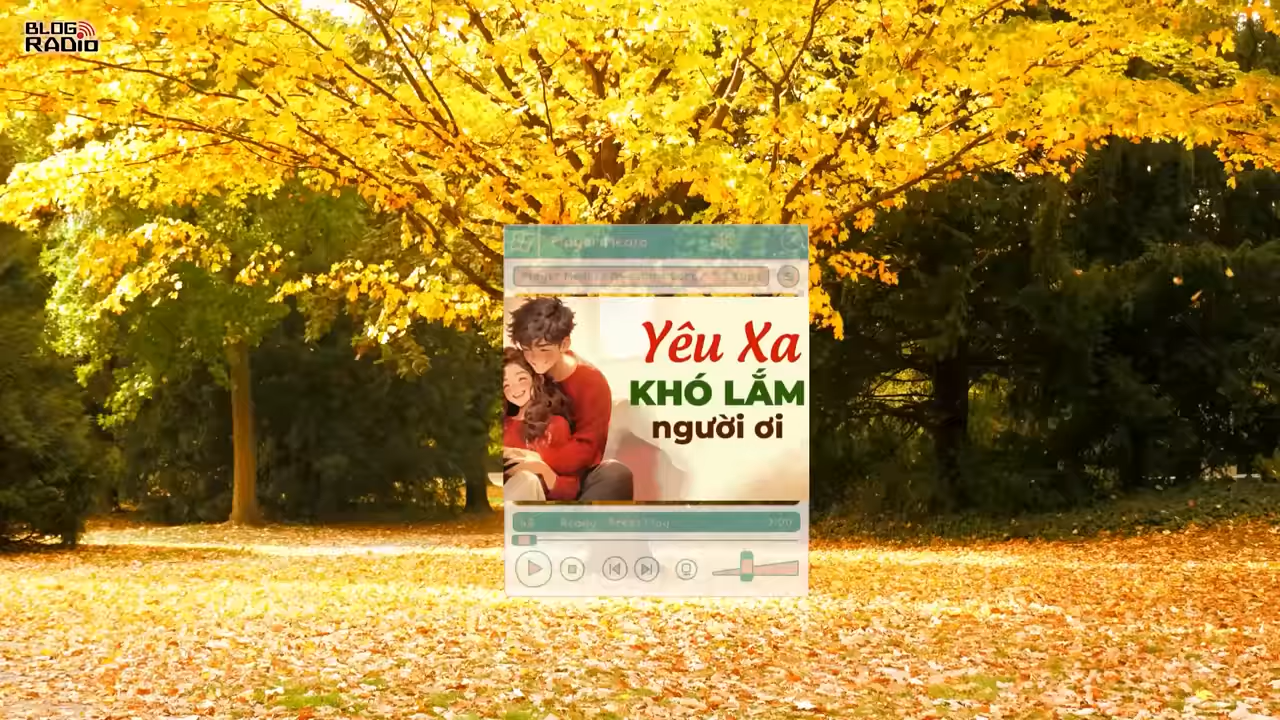 BLOG
RADIO
Yêu Xa
KHÓ LẮM
người ơi